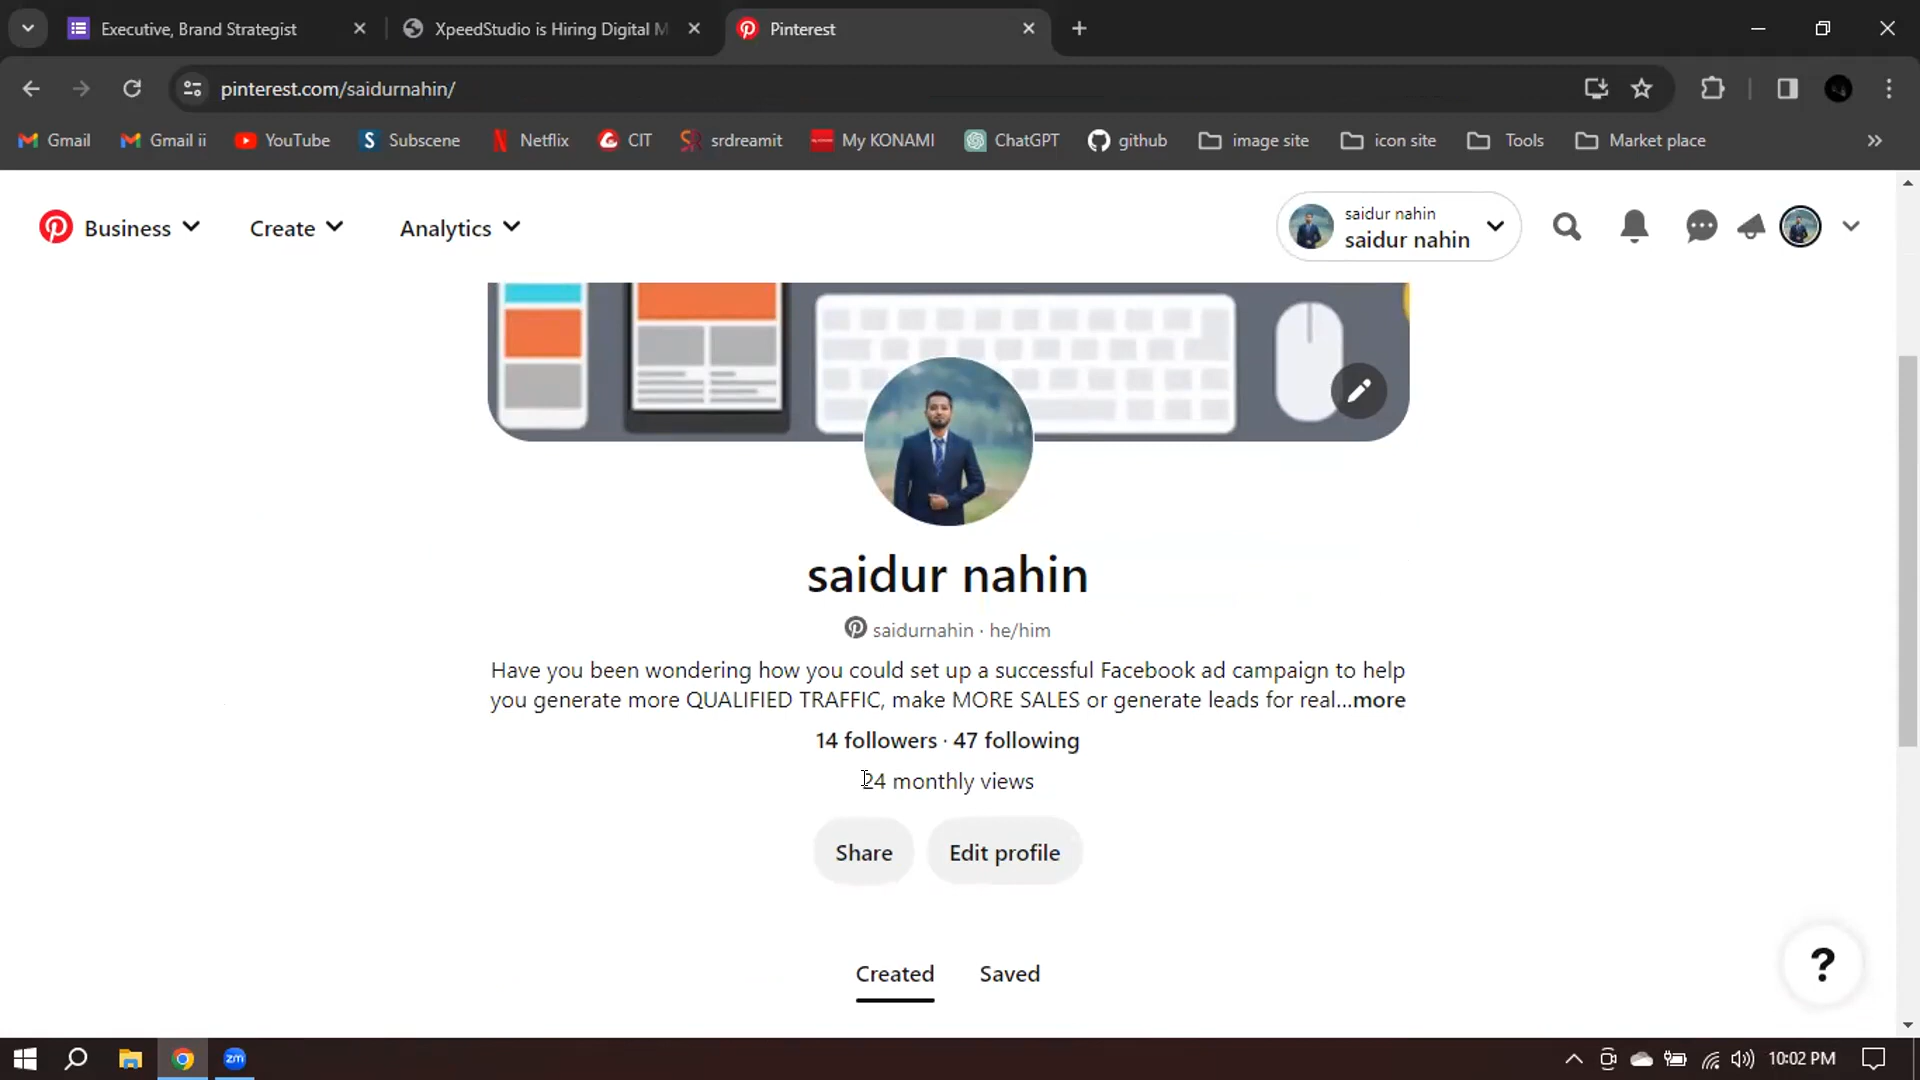 Executive, Brand Strategist
XpeedStudio is Hiring Digital M
Pinterest
pinterest.com/saidurnahin/
Gmail
Gmail ii
YouTube
Subscene
Netflix
CIT
srdreamit
My KONAMI
ChatGPT
github
image site
icon site
Tools
Market place
Business
Create
Analytics
saidur nahin
saidur nahin
saidur nahin
saidurnahin · he/him
Have you been wondering how you could set up a successful Facebook ad campaign to help
you generate more QUALIFIED TRAFFIC, make MORE SALES or generate leads for real...more
14 followers · 47 following
24 monthly views
Share
Edit profile
Created
Saved
?
zm
10:02 PM